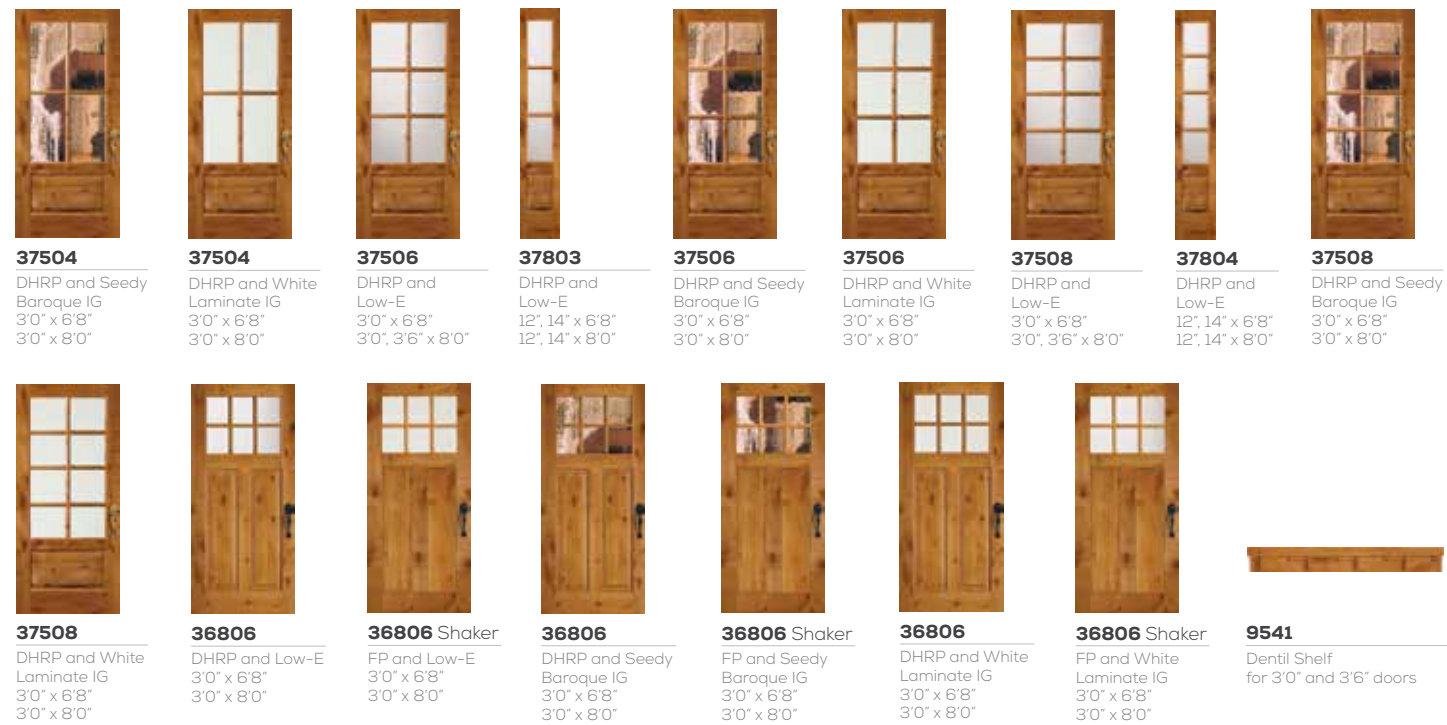 37504
DHRP and Seedy
Baroque IG
3'0" x 6'8"
3'0" x 8'0"
37504
DHRP and White
Laminate IG
3'0" x 6'8"
3'0" x 8'0"
37506
DHRP and
Low-E
3'0" x 6'8"
3'0", 3'6" x 8'0"
37803
DHRP and
Low-E
12", 14" x 6'8"
12", 14" x 8'0"
37506
DHRP and Seedy
Baroque IG
3'0" x 6'8"
3'0" x 8'0"
37506
DHRP and White
Laminate IG
3'0" x 6'8"
3'0" x 8'0"
37508
DHRP and
Low-E
3'0" x 6'8"
3'0", 3'6" x 8'0"
37804
DHRP and
Low-E
12", 14" x 6'8"
12", 14" x 8'0"
37508
DHRP and Seedy
Baroque IG
3'0" x 6'8"
3'0" x 8'0"
37508
DHRP and White
Laminate IG
3'0" x 6'8"
3'0" x 8'0"
36806
DHRP and Low-E
3'0" x 6'8"
3'0" x 8'0"
36806 Shaker
FP and Low-E
3'0" x 6'8"
3'0" x 8'0"
36806
DHRP and Seedy
Baroque IG
3'0" x 6'8"
3'0" x 8'0"
36806 Shaker
FP and Seedy
Baroque IG
3'0" x 6'8"
3'0" x 8'0"
36806
DHRP and White
Laminate IG
3'0" x 6'8"
3'0" x 8'0"
36806 Shaker
FP and White
Laminate IG
3'0" x 6'8"
3'0" x 8'0"
9541
Dentil Shelf
for 3'0" and 3'6" doors